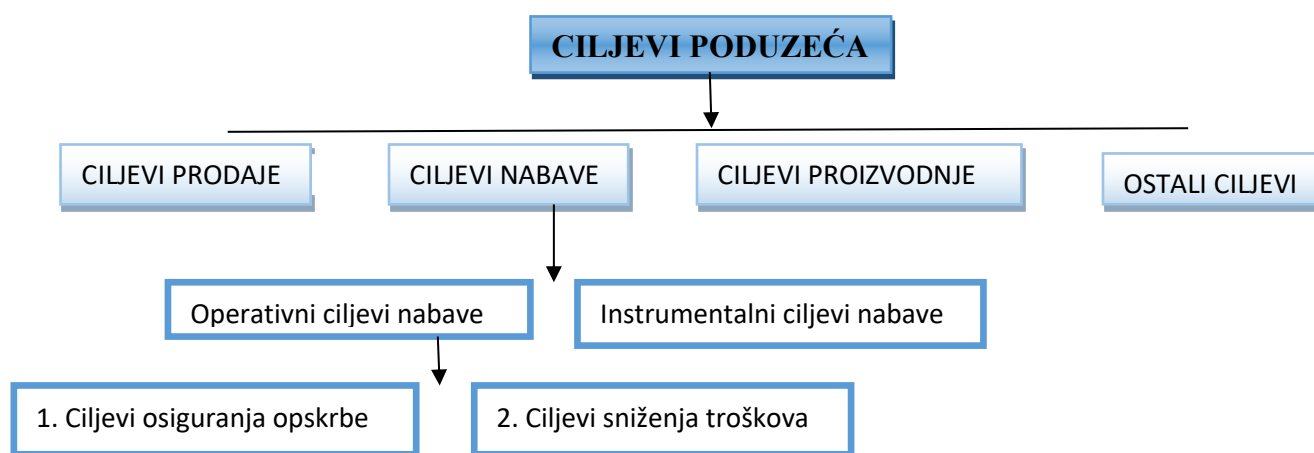 CILJEVI PODUZEĆA
CILJEVI PRODAJE
CILJEVI NABAVE
CILJEVI PROIZVODNJE
OSTALI CILJEVI
Operativni ciljevi nabave
Instrumentalni ciljevi nabave
1. Ciljevi osiguranja opskrbe
2. Ciljevi sniženja troškova